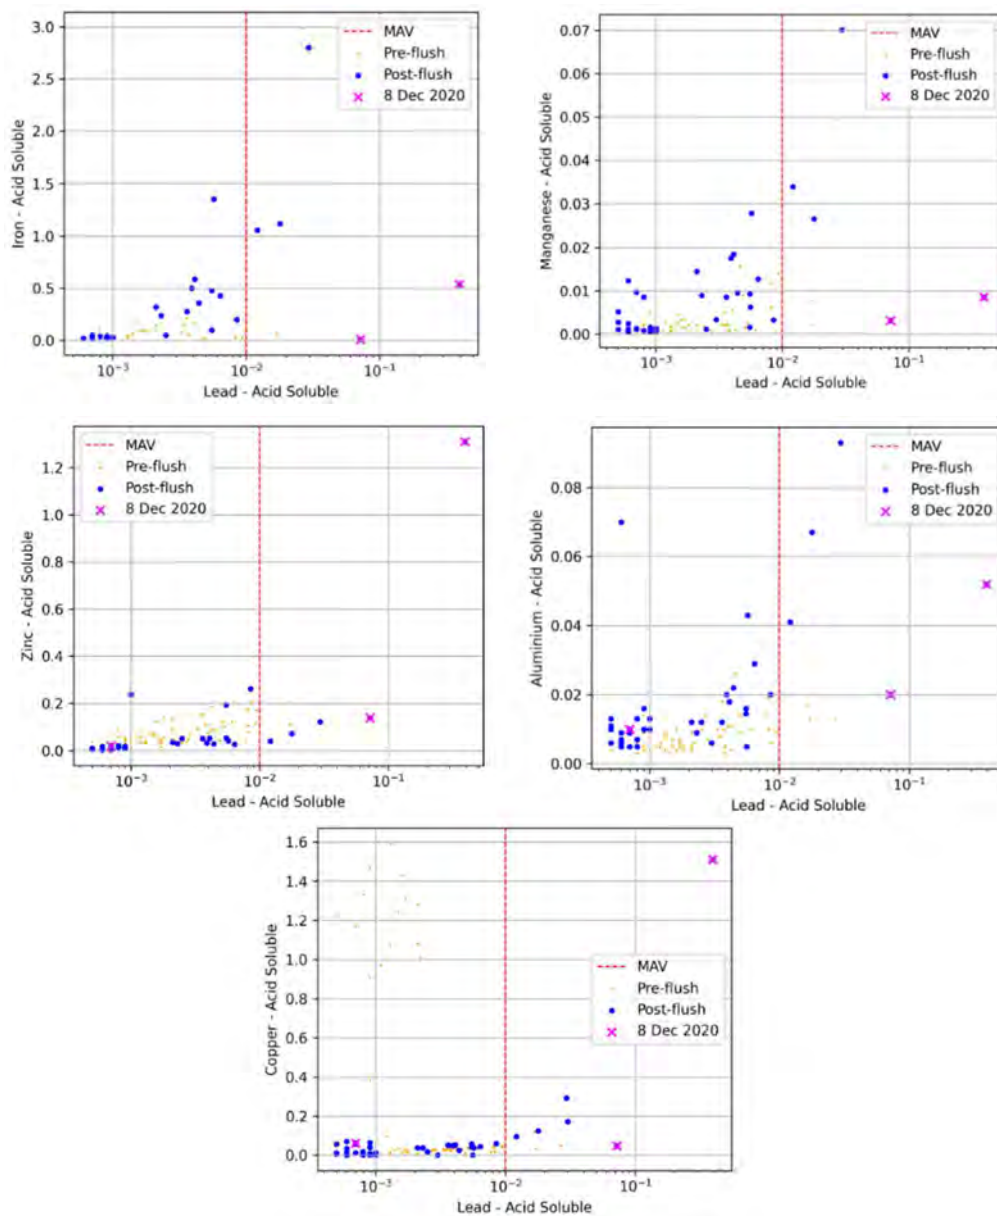 3.0
2.5
2.0
1.5
1.0
0.5
0.0
Iron - Acid Soluble
MAV
Pre-flush
Post-flush
8 Dec 2020
10⁻³
10⁻²
10⁻¹
Lead - Acid Soluble
0.07
0.06
0.05
0.04
0.03
0.02
0.01
0.00
Manganese - Acid Soluble
MAV
Pre-flush
Post-flush
8 Dec 2020
10⁻³
10⁻²
10⁻¹
Lead - Acid Soluble
1.2
1.0
0.8
0.6
0.4
0.2
0.0
Zinc - Acid Soluble
MAV
Pre-flush
Post-flush
8 Dec 2020
10⁻³
10⁻²
10⁻¹
Lead - Acid Soluble
0.08
0.06
0.04
0.02
0.00
Aluminium - Acid Soluble
MAV
Pre-flush
Post-flush
8 Dec 2020
10⁻³
10⁻²
10⁻¹
Lead - Acid Soluble
1.6
1.4
1.2
1.0
0.8
0.6
0.4
0.2
0.0
Copper - Acid Soluble
MAV
Pre-flush
Post-flush
8 Dec 2020
10⁻³
10⁻²
10⁻¹
Lead - Acid Soluble